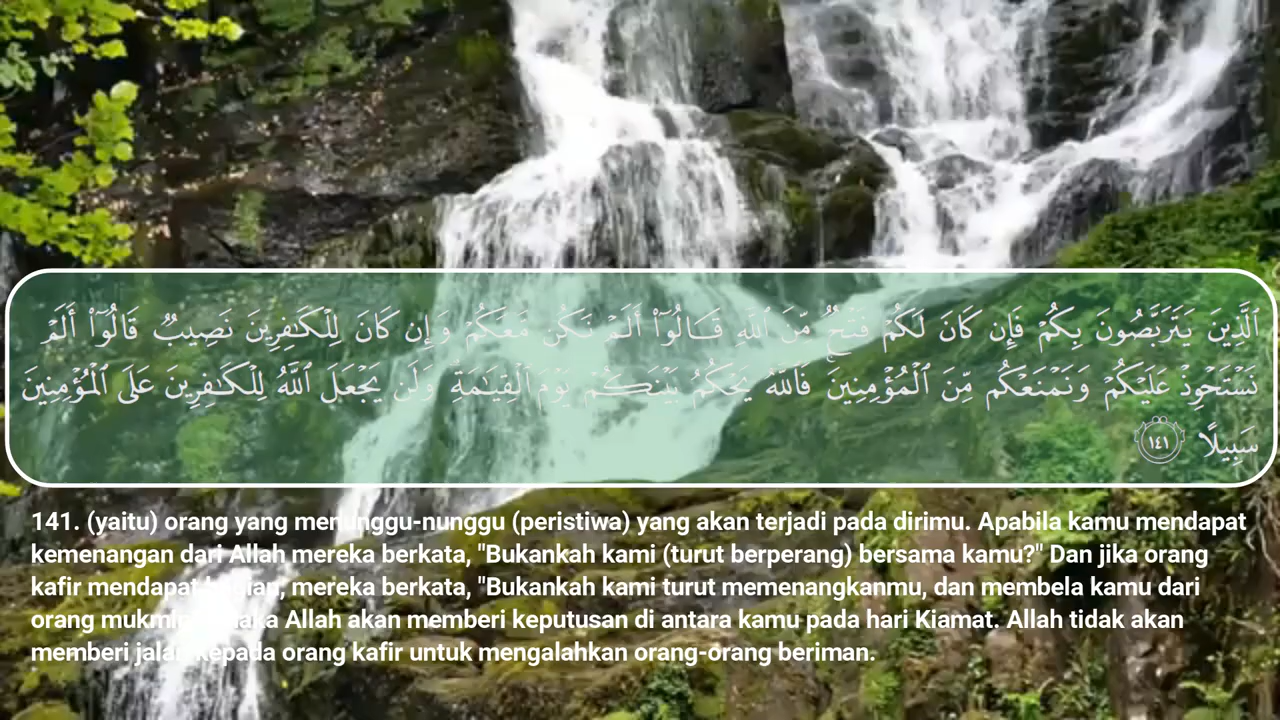 ٱلَّذِينَ يَتَرَبَّصُونَ بِكُمْ فَإِن كَانَ لَكُمْ فَتْحٌ مِّنَ ٱللَّهِ قَالُوٓا۟ أَلَمْ نَكُن مَّعَكُمْ وَإِن كَانَ لِلْكَٰفِرِينَ نَصِيبٌ قَالُوٓا۟ أَلَمْ
نَسْتَحْوِذْ عَلَيْكُمْ وَنَمْنَعْكُم مِّنَ ٱلْمُؤْمِنِينَ ۚ فَٱللَّهُ يَحْكُمُ بَيْنَكُمْ يَوْمَ ٱلْقِيَٰمَةِ ۗ وَلَن يَجْعَلَ ٱللَّهُ لِلْكَٰفِرِينَ عَلَى ٱلْمُؤْمِنِينَ
سَبِيلًا ١٤١
141. (yaitu) orang yang menunggu-nunggu (peristiwa) yang akan terjadi pada dirimu. Apabila kamu mendapat
kemenangan dari Allah mereka berkata, "Bukankah kami (turut berperang) bersama kamu?" Dan jika orang
kafir mendapat bagian, mereka berkata, "Bukankah kami turut memenangkanmu, dan membela kamu dari
orang mukmin?" Maka Allah akan memberi keputusan di antara kamu pada hari Kiamat. Allah tidak akan
memberi jalan kepada orang kafir untuk mengalahkan orang-orang beriman.